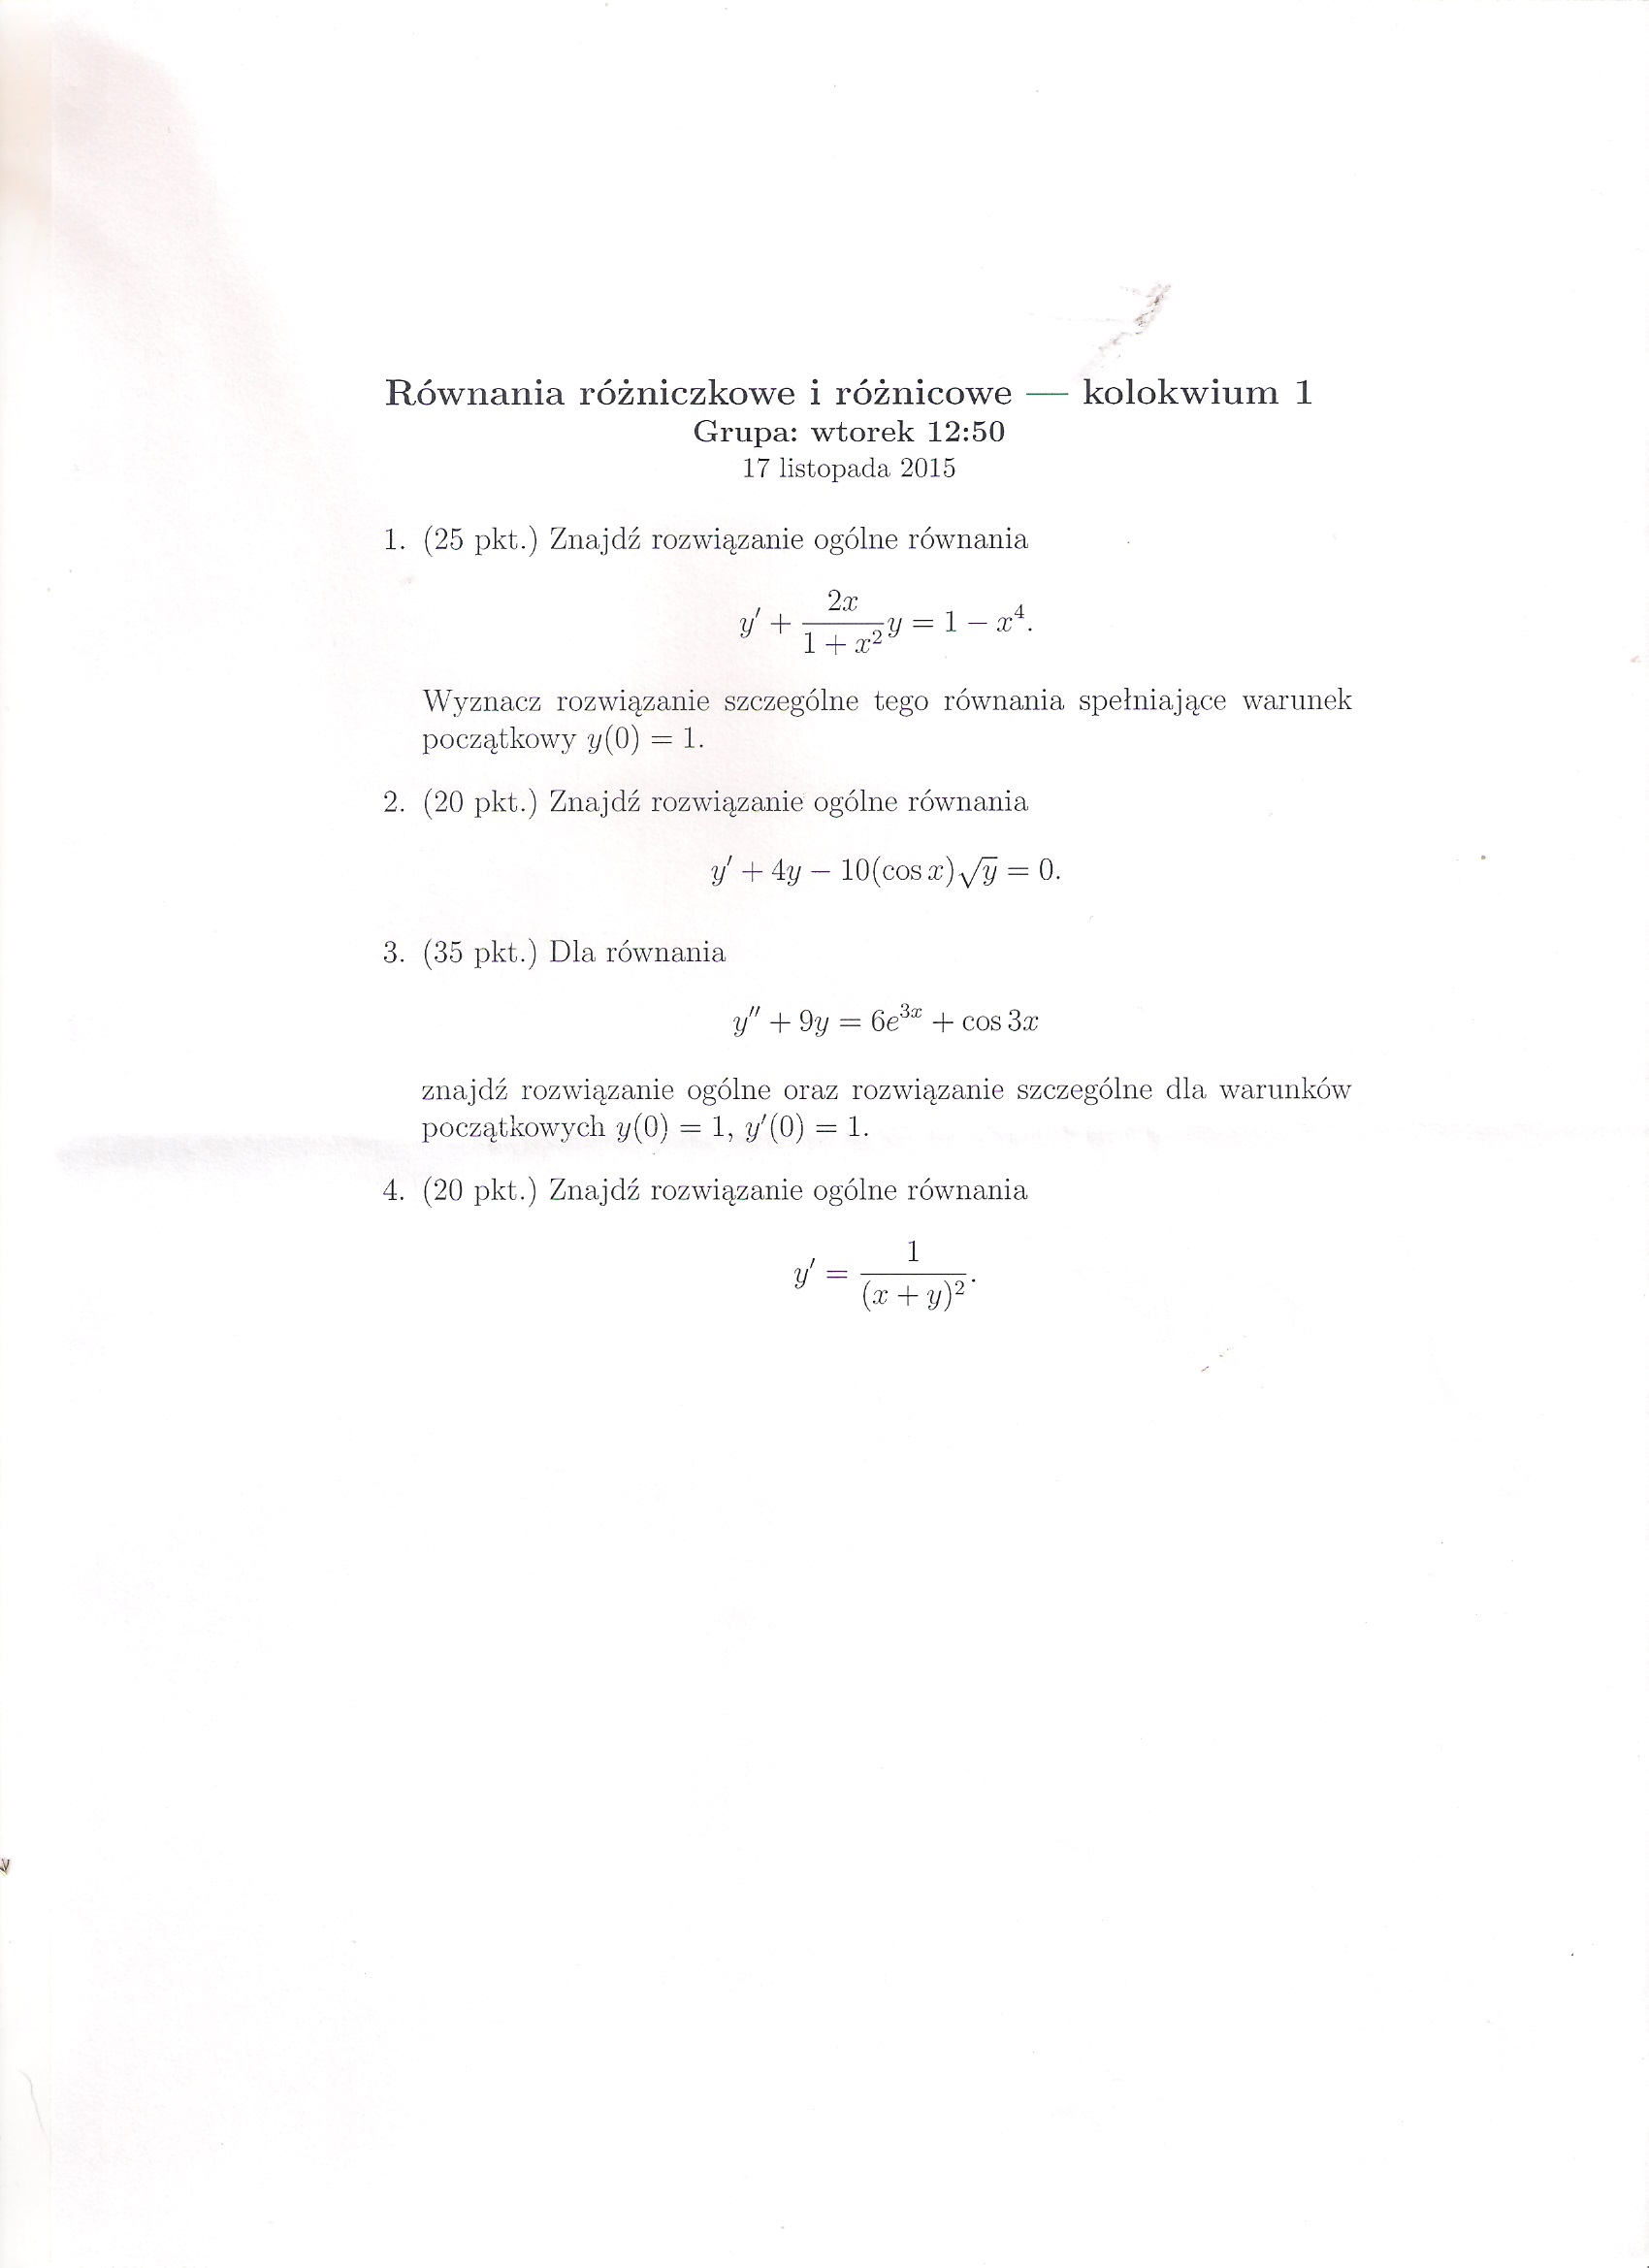 Równania różniczkowe i różnicowe — kolokwium 1
Grupa: wtorek 12:50
17 listopada 2015
1. (25 pkt.) Znajdź rozwiązanie ogólne równania
y′ + \frac{2x}{1 + x^2} y = 1 − x^4.
Wyznacz rozwiązanie szczególne tego równania spełniające warunek
początkowy y(0) = 1.
2. (20 pkt.) Znajdź rozwiązanie ogólne równania
y′ + 4y − 10(cos x)√y = 0.
3. (35 pkt.) Dla równania
y″ + 9y = 6e^{3x} + cos 3x
znajdź rozwiązanie ogólne oraz rozwiązanie szczególne dla warunków
początkowych y(0) = 1, y′(0) = 1.
4. (20 pkt.) Znajdź rozwiązanie ogólne równania
y′ = \frac{1}{(x + y)^2}.